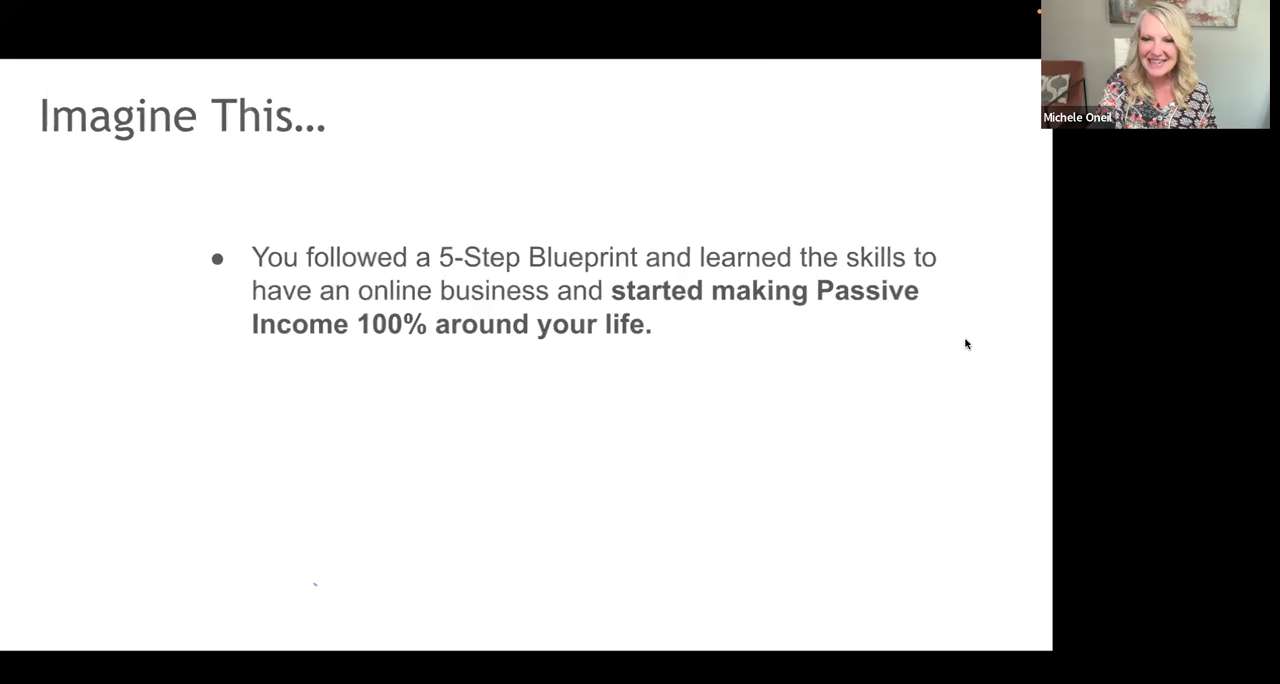 Imagine This...
● You followed a 5-Step Blueprint and learned the skills to
have an online business and started making Passive
Income 100% around your life.
`
Michele Oneil